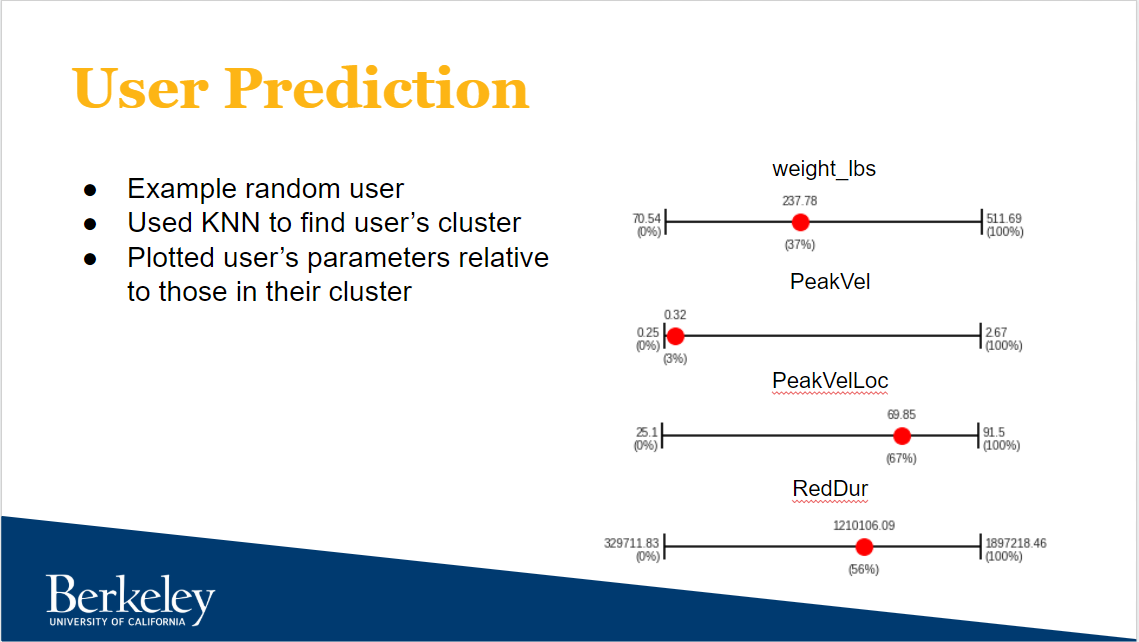 User Prediction
● Example random user
● Used KNN to find user’s cluster
● Plotted user’s parameters relative
to those in their cluster
weight_lbs
237.78
70.54
(0%)
511.69
(100%)
(37%)
PeakVel
0.32
0.25
(0%)
2.67
(100%)
(3%)
PeakVelLoc
69.85
25.1
(0%)
91.5
(100%)
(67%)
RedDur
1210106.09
329711.83
(0%)
1897218.46
(100%)
(56%)
Berkeley
UNIVERSITY OF CALIFORNIA